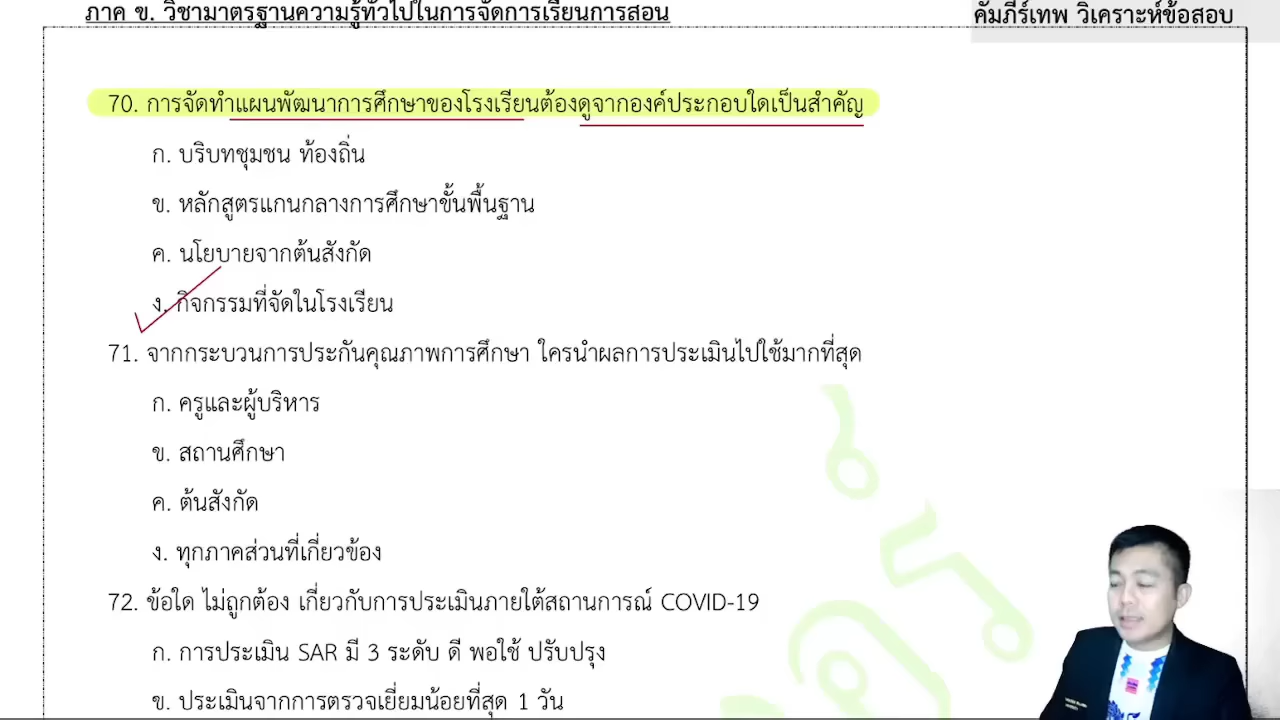 ภาค ข. วิชามาตรฐานความรู้ทั่วไปในการจัดการเรียนการสอน
คัมภีร์เทพ วิเคราะห์ข้อสอบ
70. การจัดทำแผนพัฒนาการศึกษาของโรงเรียนต้องดูจากองค์ประกอบใดเป็นสำคัญ
ก. บริบทชุมชน ท้องถิ่น
ข. หลักสูตรแกนกลางการศึกษาขั้นพื้นฐาน
ค. นโยบายจากต้นสังกัด
ง. กิจกรรมที่จัดในโรงเรียน
71. จากกระบวนการประกันคุณภาพการศึกษา ใครนำผลการประเมินไปใช้มากที่สุด
ก. ครูและผู้บริหาร
ข. สถานศึกษา
ค. ต้นสังกัด
ง. ทุกภาคส่วนที่เกี่ยวข้อง
72. ข้อใด ไม่ถูกต้อง เกี่ยวกับการประเมินภายใต้สถานการณ์ COVID-19
ก. การประเมิน SAR มี 3 ระดับ ดี พอใช้ ปรับปรุง
ข. ประเมินจากการตรวจเยี่ยมน้อยที่สุด 1 วัน